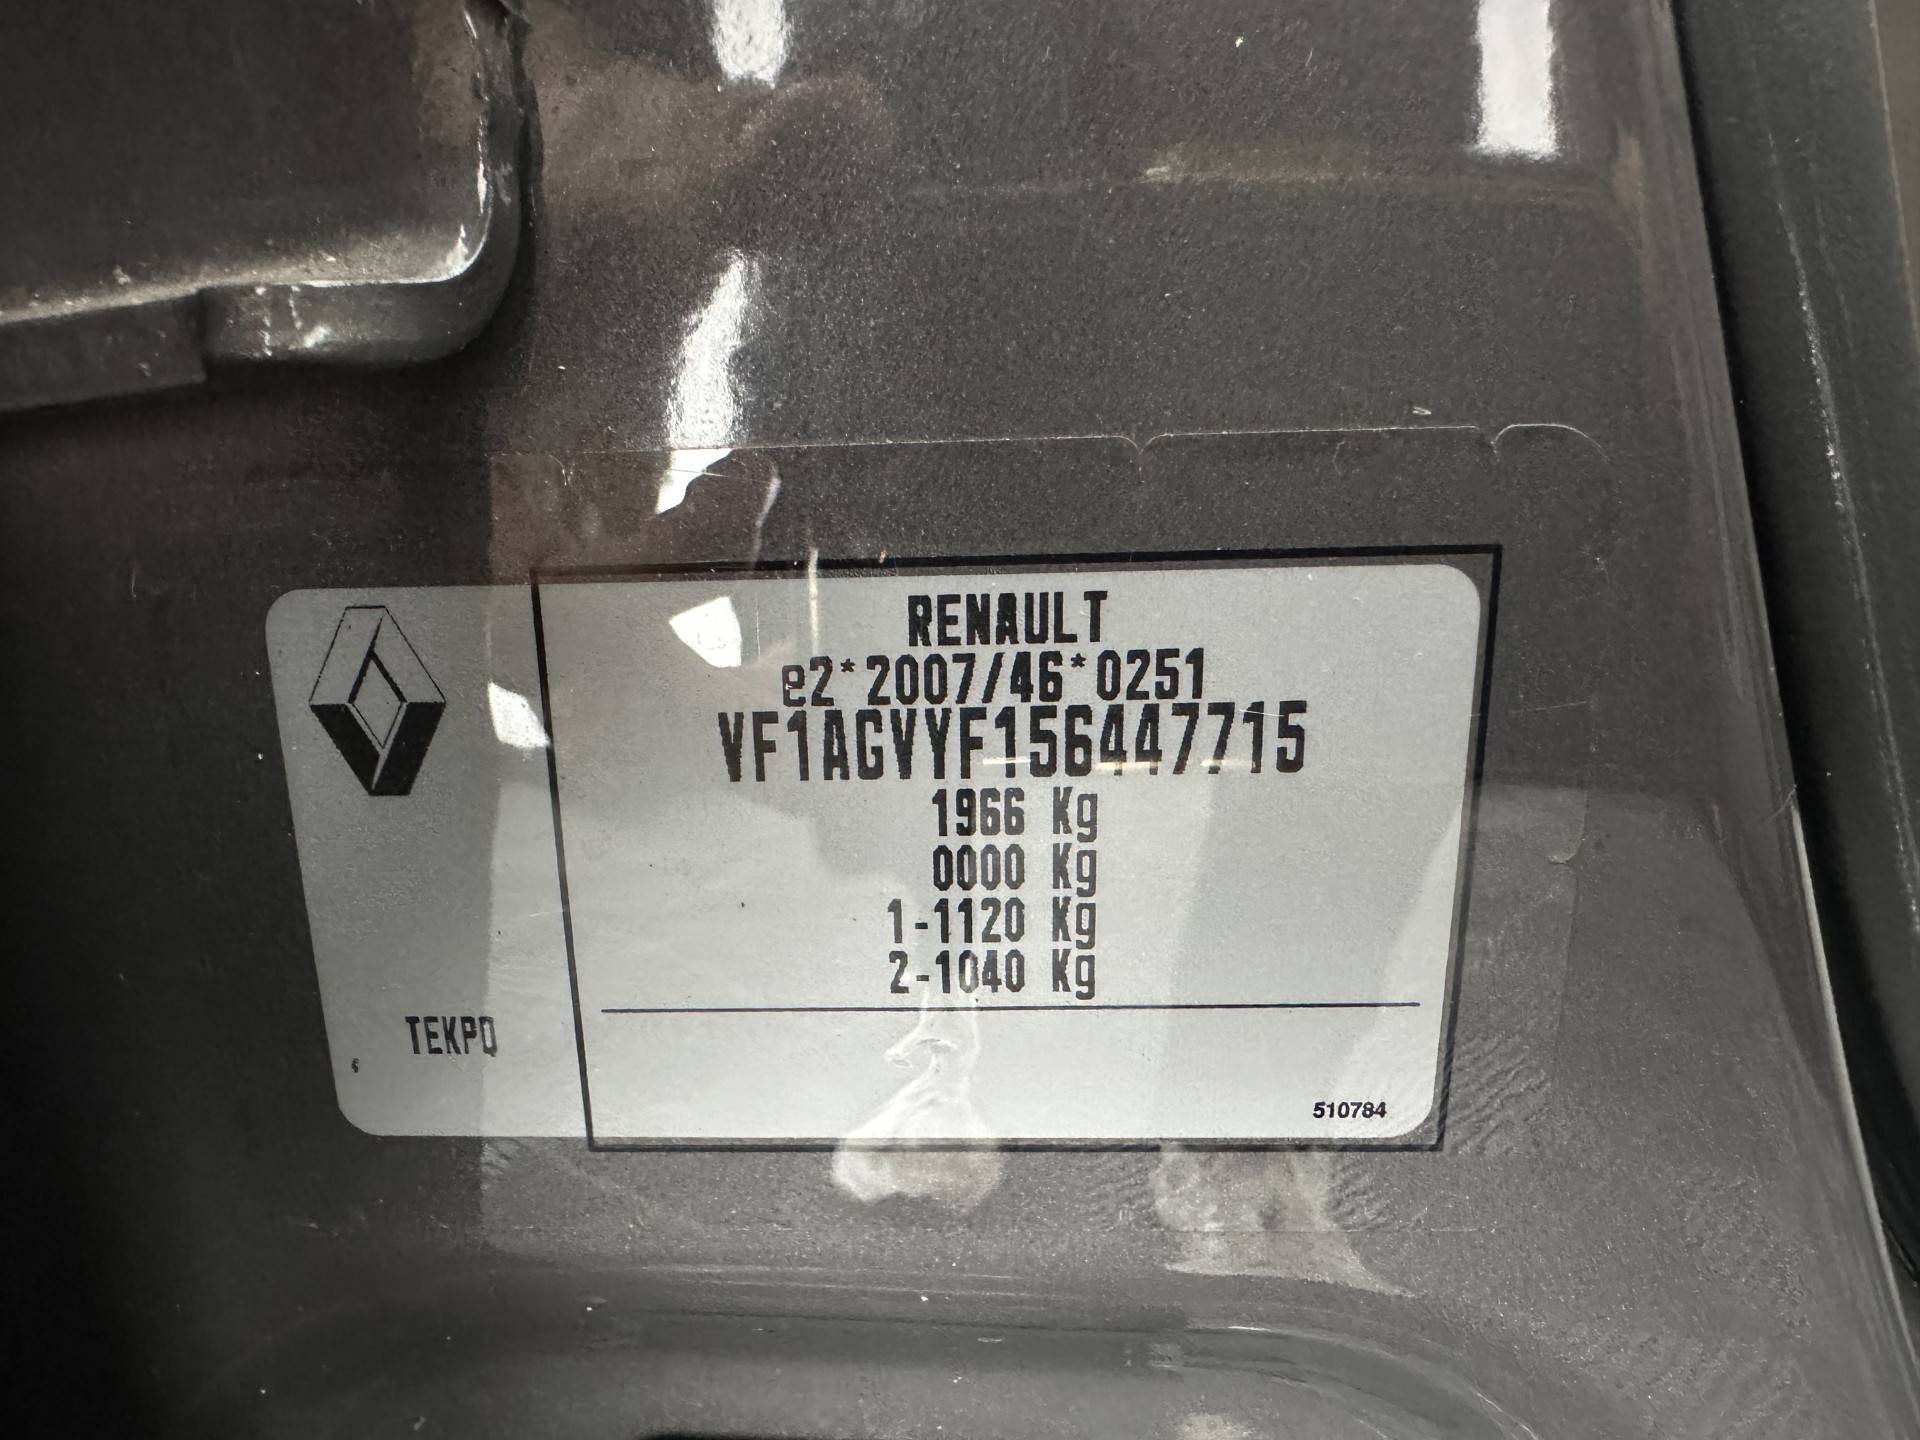 RENAULT
e2*2007/46*0251
VF1AGVYF156447715
1966 Kg
0000 Kg
1-1120 Kg
2-1040 Kg
TEKPQ
510784